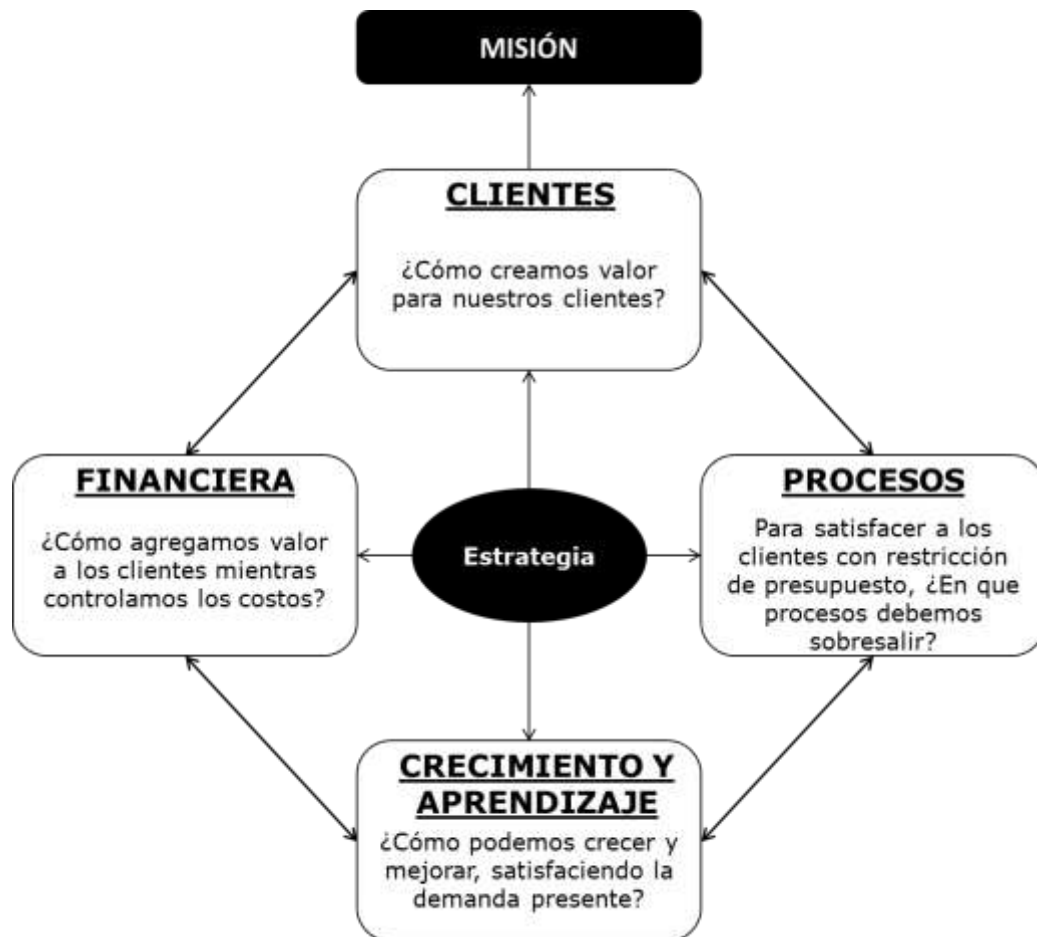 MISIÓN
CLIENTES
¿Cómo creamos valor
para nuestros clientes?
FINANCIERA
¿Cómo agregamos valor
a los clientes mientras
controlamos los costos?
Estrategia
PROCESOS
Para satisfacer a los
clientes con restricción
de presupuesto, ¿En que
procesos debemos
sobresalir?
CRECIMIENTO Y
APRENDIZAJE
¿Cómo podemos crecer y
mejorar, satisfaciendo la
demanda presente?